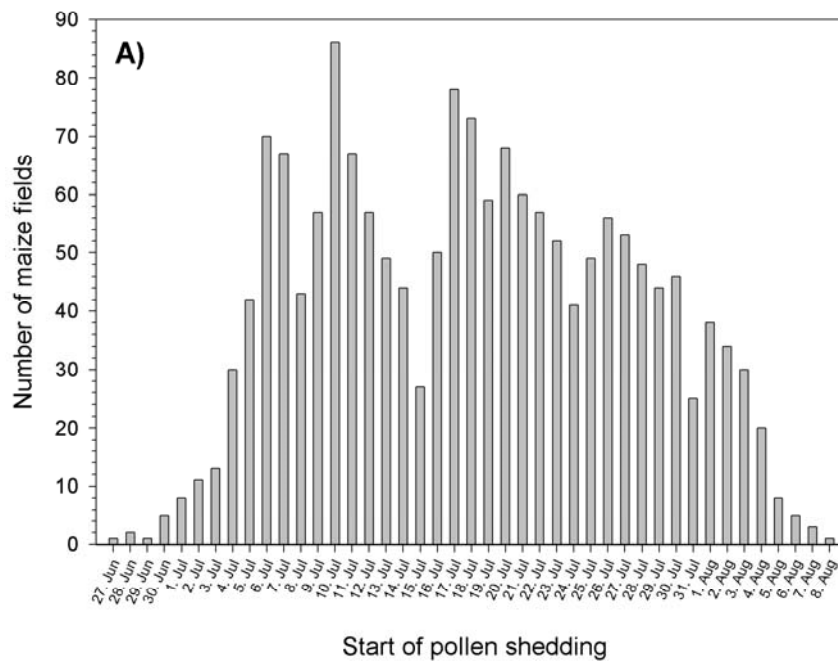 A)
90
80
70
60
50
40
30
20
10
0
Number of maize fields
27. Jun
28. Jun
29. Jun
30. Jun
1. Jul
2. Jul
3. Jul
4. Jul
5. Jul
6. Jul
7. Jul
8. Jul
9. Jul
10. Jul
11. Jul
12. Jul
13. Jul
14. Jul
15. Jul
16. Jul
17. Jul
18. Jul
19. Jul
20. Jul
21. Jul
22. Jul
23. Jul
24. Jul
25. Jul
26. Jul
27. Jul
28. Jul
29. Jul
30. Jul
31. Jul
1. Aug
2. Aug
3. Aug
4. Aug
5. Aug
6. Aug
7. Aug
8. Aug
Start of pollen shedding